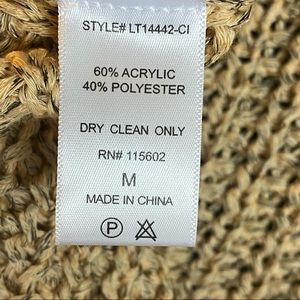 STYLE# LT14442-CI
60% ACRYLIC
40% POLYESTER
DRY CLEAN ONLY
RN# 115602
M
MADE IN CHINA
P